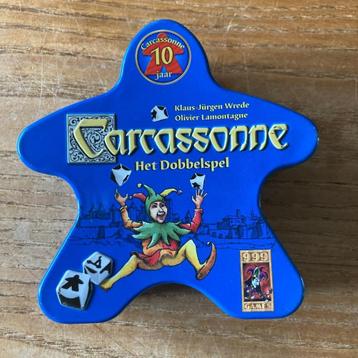 Carcassonne
10
jaar
Klaus-Jürgen Wrede
Olivier Lamontagne
Carcassonne
Het Dobbelspel
999
GAMES